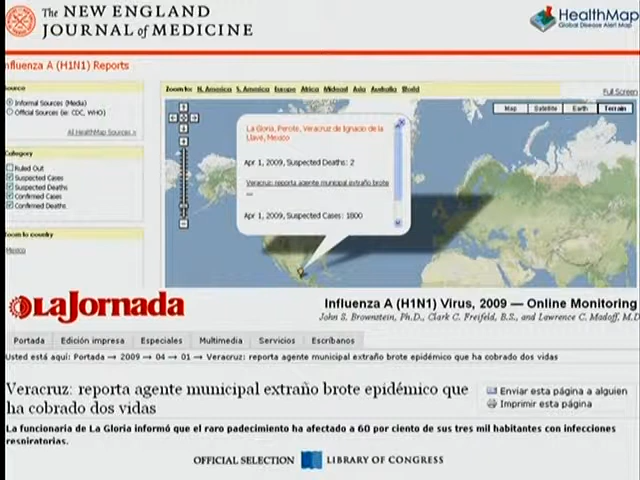 The NEW ENGLAND
JOURNAL of MEDICINE
HealthMap
Global Disease Alert Map
nfluenza A (H1N1) Reports
ource
Informal Sources (Media)
Official Sources (ie: CDC, WHO)
All HealthMap Sources »
Category
Ruled Out
Suspected Cases
Suspected Deaths
Confirmed Cases
Confirmed Deaths
Zoom to country
Mexico
Zoom to: N. America S. America Europe Africa Mideast Asia Australia World
Full Screen
Map Satellite Earth Terrain
La Gloria, Perote, Veracruz de Ignacio de la
Llave, Mexico
Apr 1, 2009, Suspected Deaths: 2
Veracruz: reporta agente municipal extraño brote
...
Apr 1, 2009, Suspected Cases: 1800
La Jornada
Influenza A (H1N1) Virus, 2009 — Online Monitoring
John S. Brownstein, Ph.D., Clark C. Freifeld, B.S., and Lawrence C. Madoff, M.D
Portada Edición impresa Especiales Multimedia Servicios Escríbanos
Usted está aquí: Portada → 2009 → 04 → 01 → Veracruz: reporta agente municipal extraño brote epidémico que ha cobrado dos vidas
Veracruz: reporta agente municipal extraño brote epidémico que
ha cobrado dos vidas
Enviar esta página a alguien
Imprimir esta página
La funcionaria de La Gloria informó que el raro padecimiento ha afectado a 60 por ciento de sus tres mil habitantes con infecciones
respiratorias.
OFFICIAL SELECTION LIBRARY OF CONGRESS